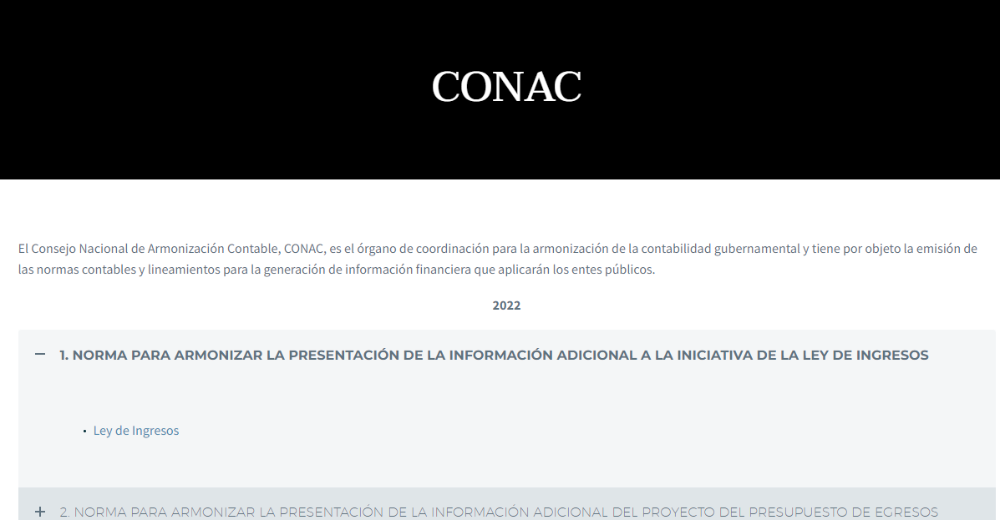 CONAC
El Consejo Nacional de Armonización Contable, CONAC, es el órgano de coordinación para la armonización de la contabilidad gubernamental y tiene por objeto la emisión de
las normas contables y lineamientos para la generación de información financiera que aplicarán los entes públicos.
2022
1. NORMA PARA ARMONIZAR LA PRESENTACIÓN DE LA INFORMACIÓN ADICIONAL A LA INICIATIVA DE LA LEY DE INGRESOS
• Ley de Ingresos
2. NORMA PARA ARMONIZAR LA PRESENTACIÓN DE LA INFORMACIÓN ADICIONAL DEL PROYECTO DEL PRESUPUESTO DE EGRESOS